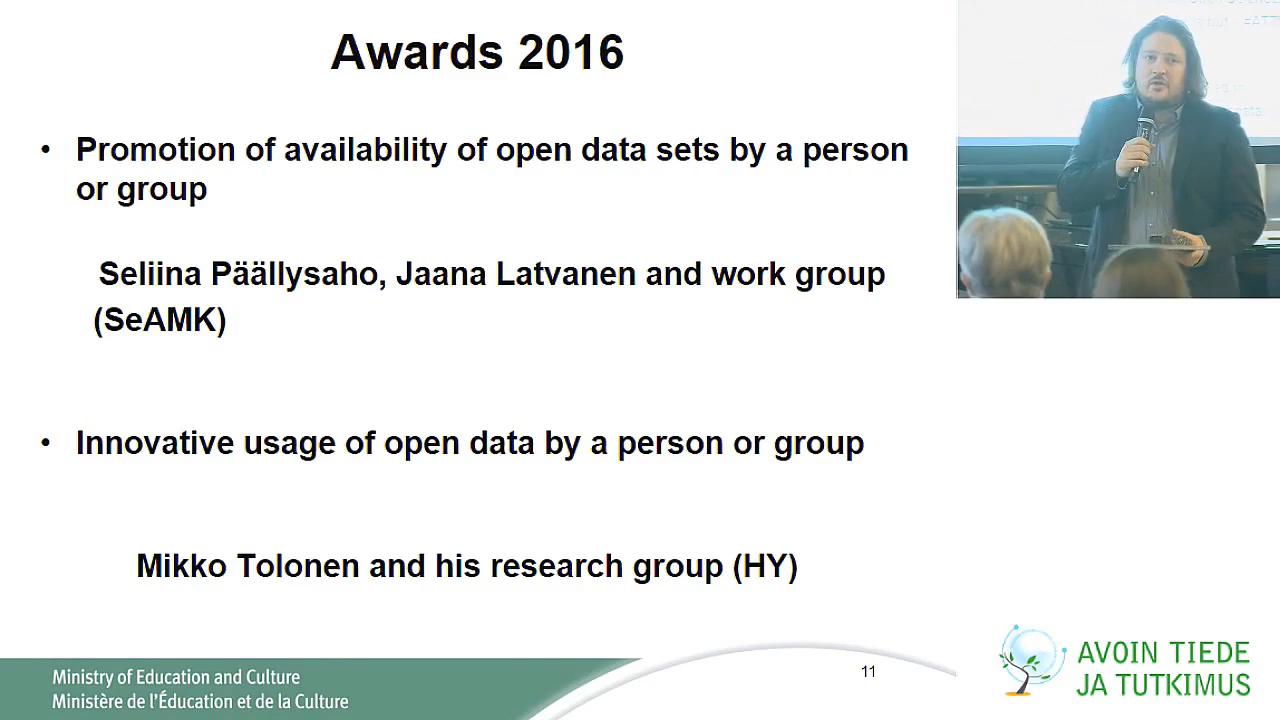 Awards 2016
• Promotion of availability of open data sets by a person
or group
Seliina Päällysaho, Jaana Latvanen and work group
(SeAMK)
• Innovative usage of open data by a person or group
Mikko Tolonen and his research group (HY)
Ministry of Education and Culture
Ministère de l'Éducation et de la Culture
11
AVOIN TIEDE
JA TUTKIMUS